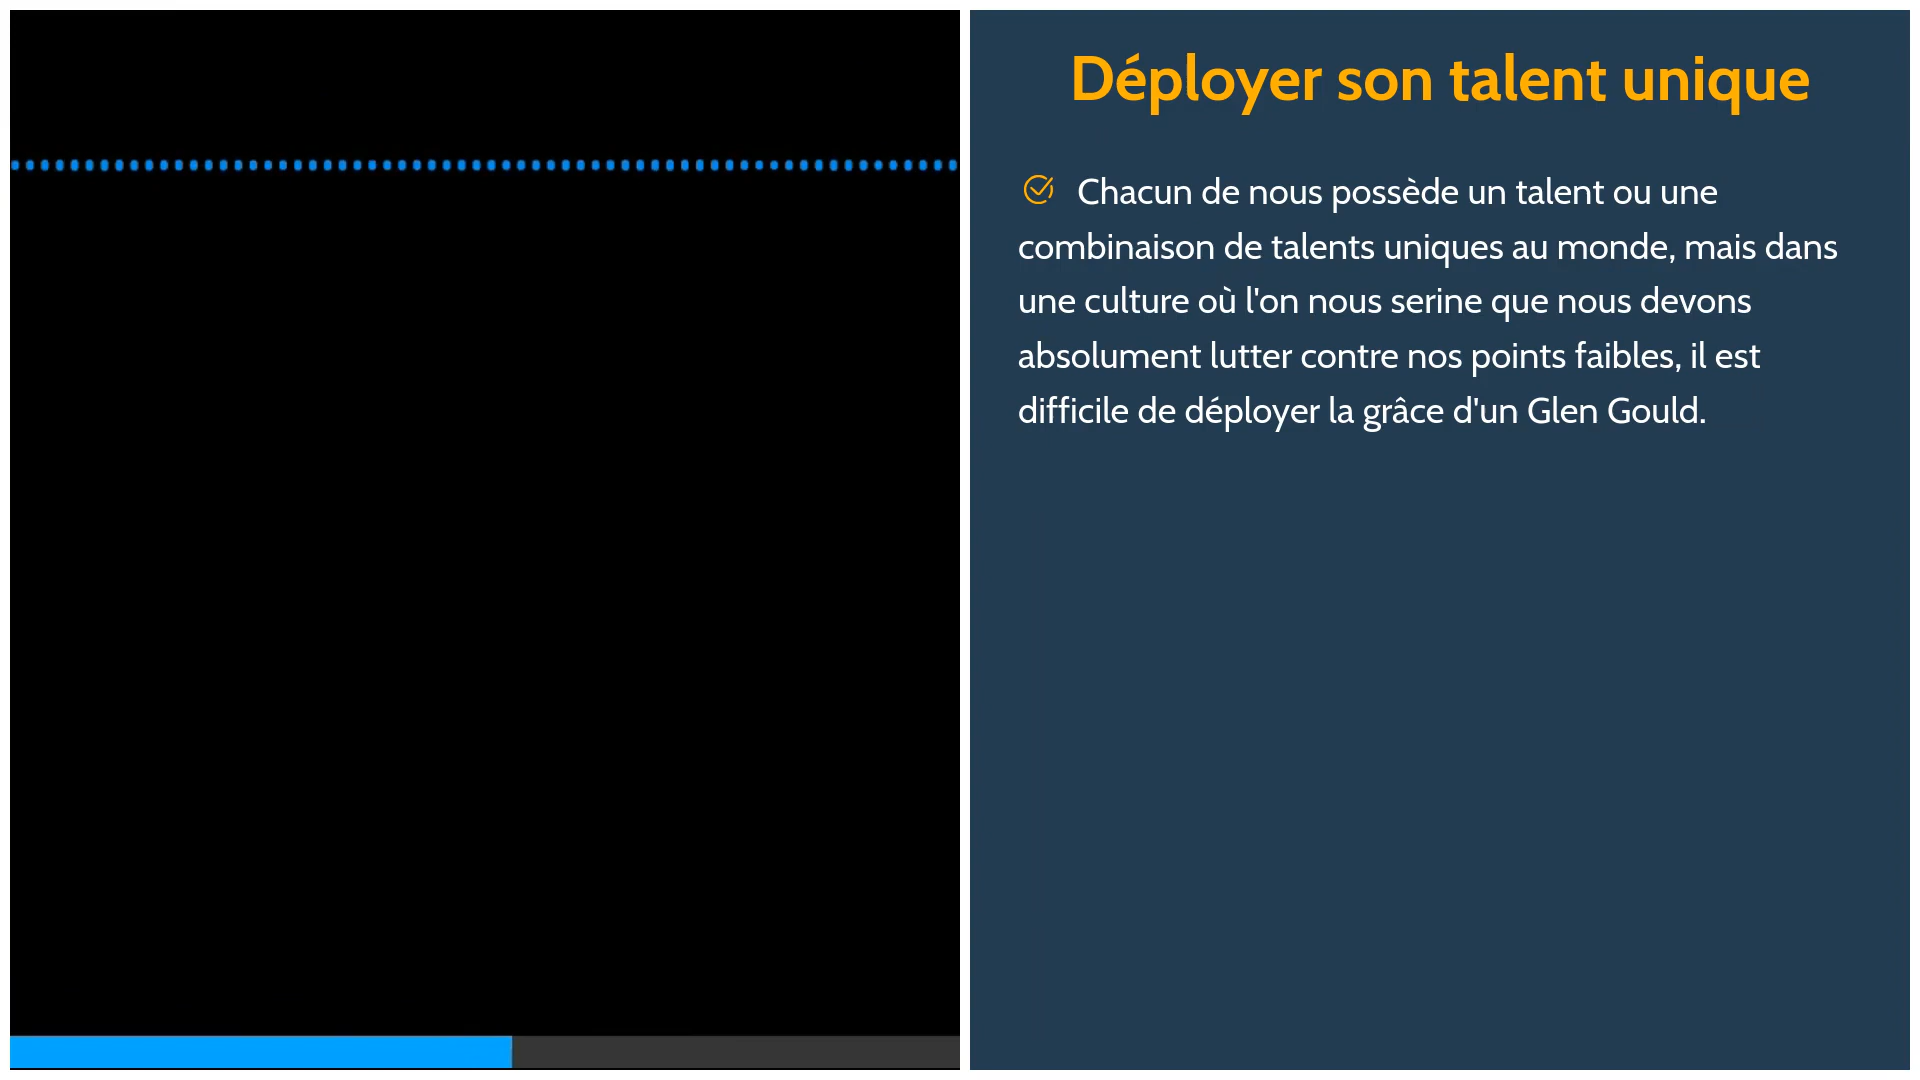 Déployer son talent unique
Chacun de nous possède un talent ou une
combinaison de talents uniques au monde, mais dans
une culture où l'on nous serine que nous devons
absolument lutter contre nos points faibles, il est
difficile de déployer la grâce d'un Glen Gould.